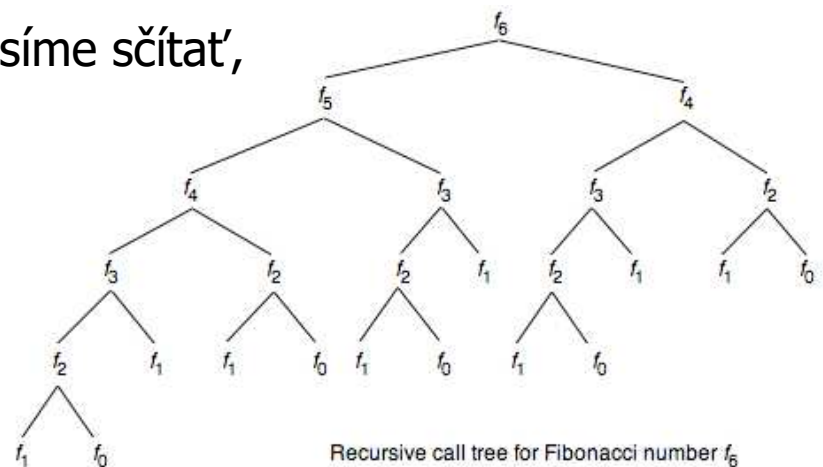 síme sčítať,
f6
f5 f4
f4 f3 f3 f2
f3 f2 f2 f1 f2 f1 f1 f0
f2 f1 f1 f0 f1 f0 f1 f0
f1 f0
Recursive call tree for Fibonacci number f6